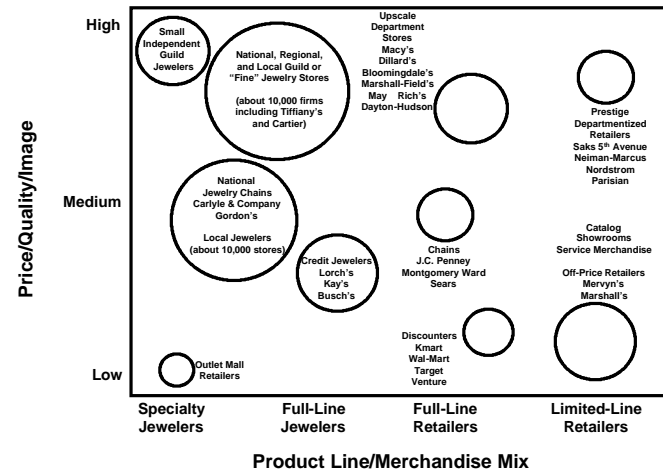 High
Small
Independent
Guild
Jewelers
National, Regional,
and Local Guild or
“Fine” Jewelry Stores
(about 10,000 firms
including Tiffiany's
and Cartier)
Upscale
Department
Stores
Macy's
Dillard's
Bloomingdale's
Marshall-Field's
May Rich's
Dayton-Hudson
Prestige
Departmentized
Retailers
Saks 5th Avenue
Neiman-Marcus
Nordstrom
Parisian
Price/Quality/Image
Medium
National
Jewelry Chains
Carlyle & Company
Gordon's
Local Jewelers
(about 10,000 stores)
Credit Jewelers
Lorch's
Kay's
Busch's
Chains
J.C. Penney
Montgomery Ward
Sears
Catalog
Showrooms
Service Merchandise
Off-Price Retailers
Mervyn's
Marshall's
Low
Outlet Mall
Retailers
Discounters
Kmart
Wal-Mart
Target
Venture
Specialty
Jewelers
Full-Line
Jewelers
Full-Line
Retailers
Limited-Line
Retailers
Product Line/Merchandise Mix